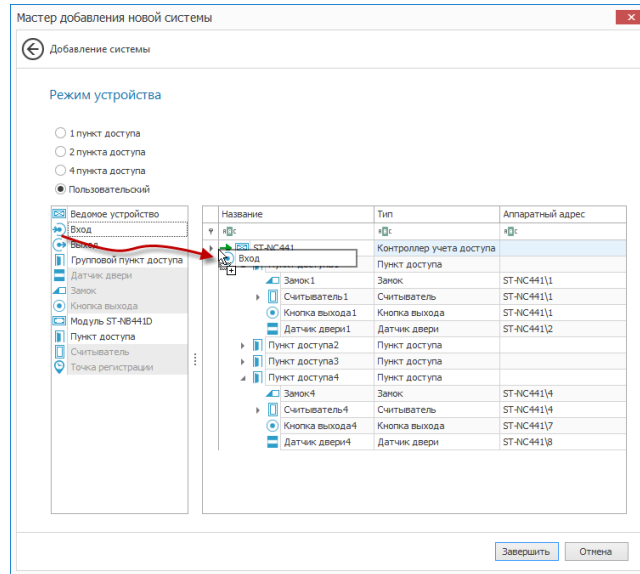 Мастер добавления новой системы
Добавление системы
Режим устройства
1 пункт доступа
2 пункта доступа
4 пункта доступа
Пользовательский
Ведомое устройство
Вход
Выход
Групповой пункт доступа
Датчик двери
Замок
Кнопка выхода
Модуль ST-NB441D
Пункт доступа
Считыватель
Точка регистрации
Название Тип Аппаратный адрес
ST-NC441 Контроллер учета доступа
Вход
Пункт доступа
Замок1 Замок ST-NC441\1
Считыватель1 Считыватель ST-NC441\1
Кнопка выхода1 Кнопка выхода ST-NC441\1
Датчик двери1 Датчик двери ST-NC441\2
Пункт доступа2 Пункт доступа
Пункт доступа3 Пункт доступа
Пункт доступа4 Пункт доступа
Замок4 Замок ST-NC441\4
Считыватель4 Считыватель ST-NC441\4
Кнопка выхода4 Кнопка выхода ST-NC441\7
Датчик двери4 Датчик двери ST-NC441\8
Завершить Отмена